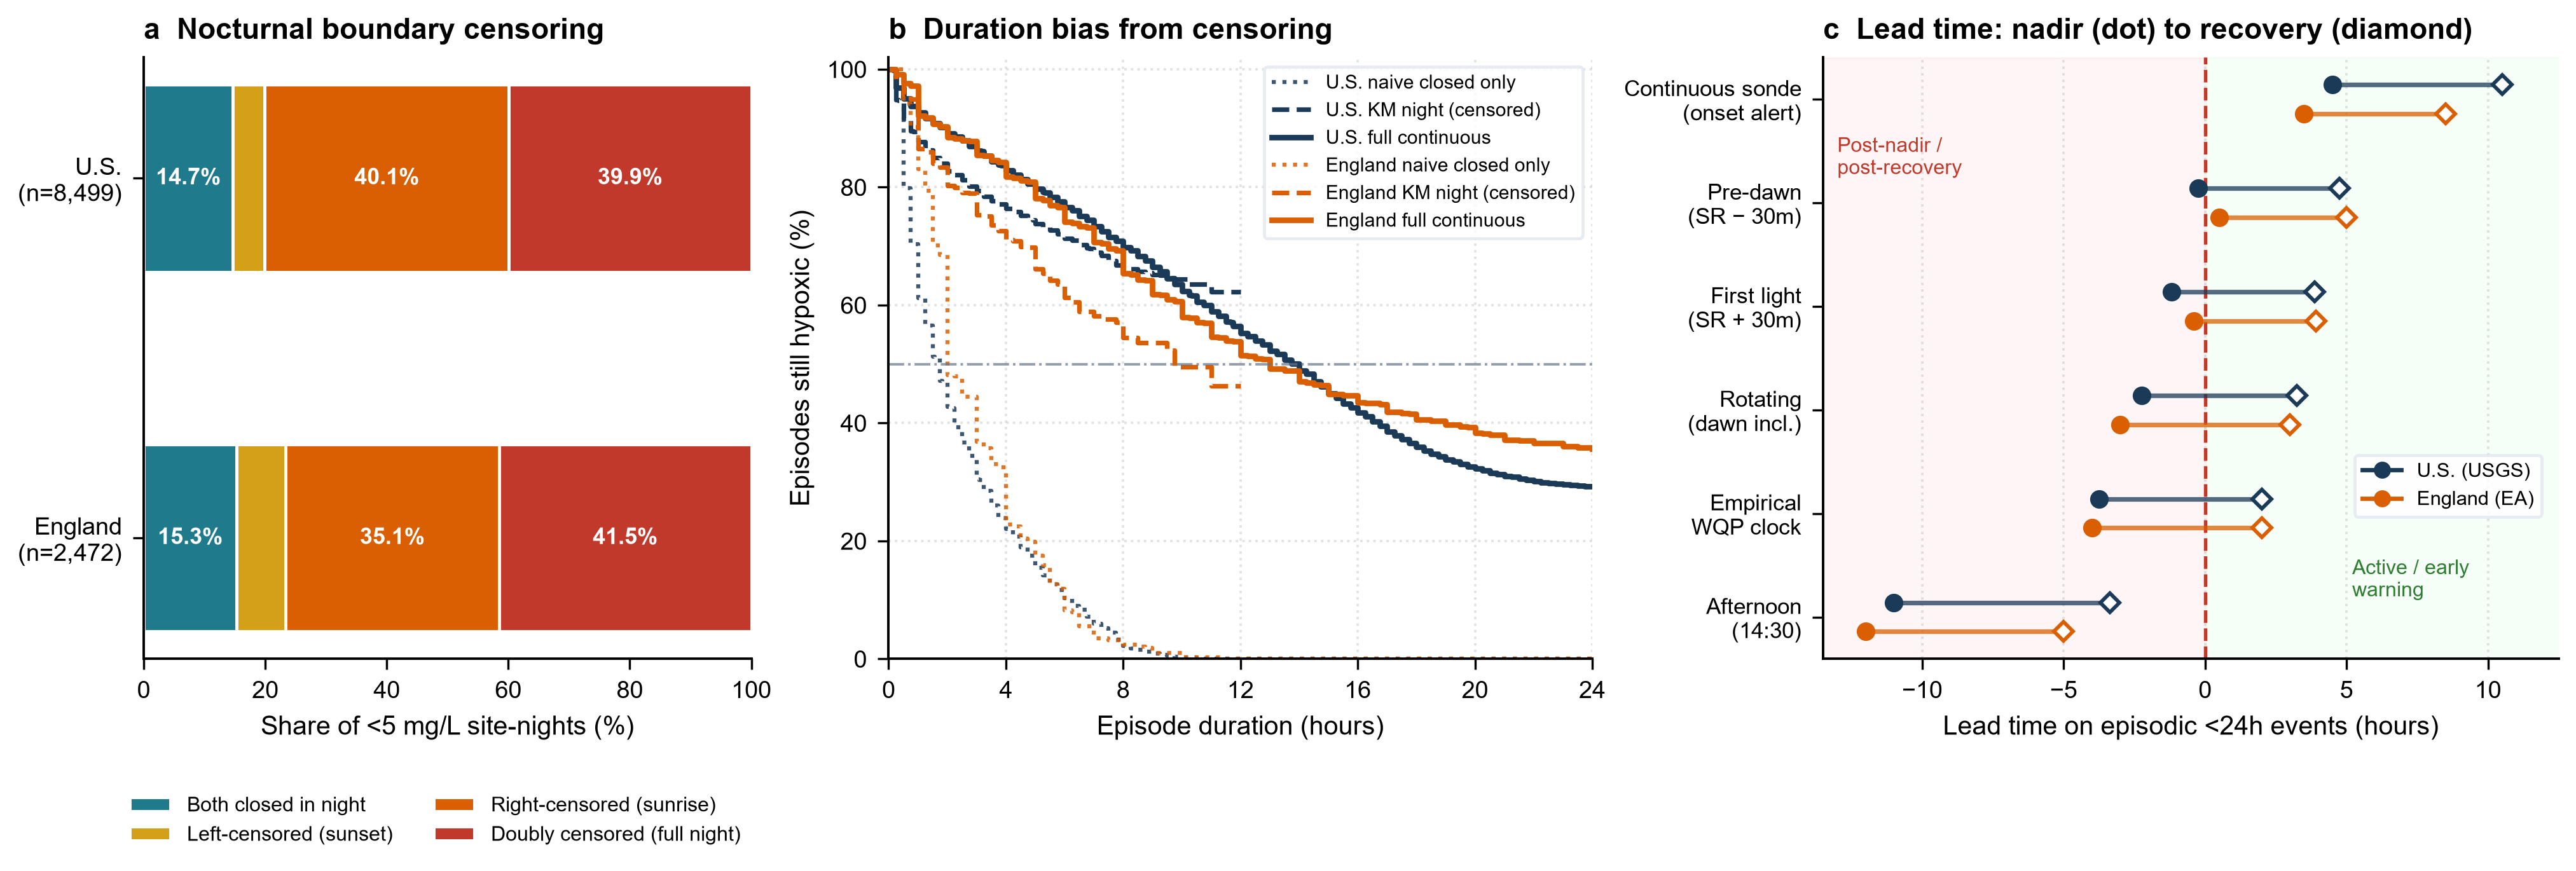 a Nocturnal boundary censoring
U.S.
(n=8,499)
14.7%
40.1%
39.9%
England
(n=2,472)
15.3%
35.1%
41.5%
0 20 40 60 80 100
Share of <5 mg/L site-nights (%)
Both closed in night
Left-censored (sunset)
Right-censored (sunrise)
Doubly censored (full night)
b Duration bias from censoring
Episodes still hypoxic (%)
100
80
60
40
20
0
U.S. naive closed only
U.S. KM night (censored)
U.S. full continuous
England naive closed only
England KM night (censored)
England full continuous
0 4 8 12 16 20 24
Episode duration (hours)
c Lead time: nadir (dot) to recovery (diamond)
Continuous sonde
(onset alert)
Pre-dawn
(SR − 30m)
First light
(SR + 30m)
Rotating
(dawn incl.)
Empirical
WQP clock
Afternoon
(14:30)
Post-nadir /
post-recovery
U.S. (USGS)
England (EA)
Active / early
warning
−10 −5 0 5 10
Lead time on episodic <24h events (hours)